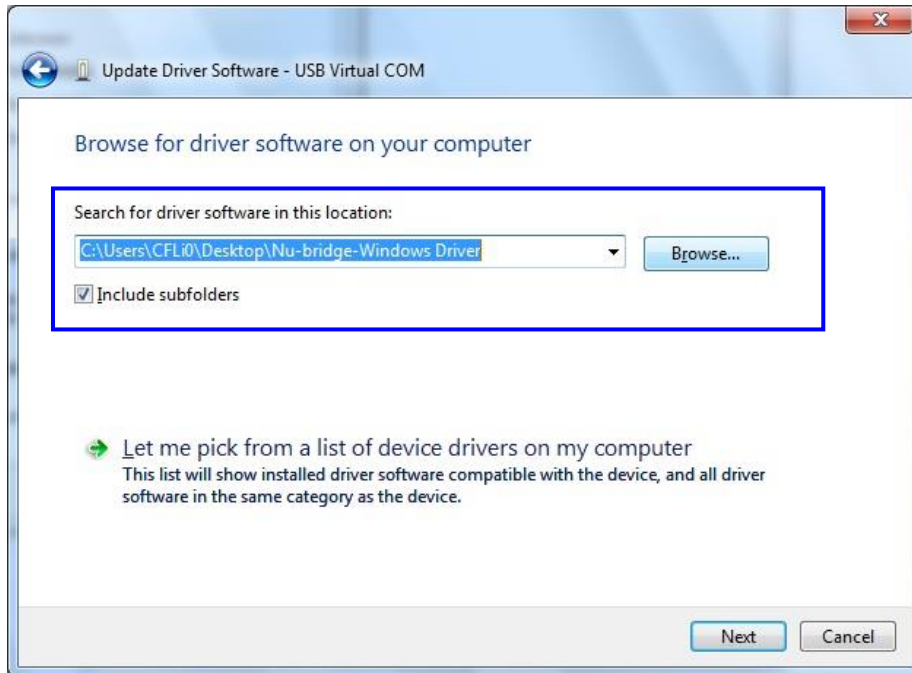 Update Driver Software - USB Virtual COM
Browse for driver software on your computer
Search for driver software in this location:
C:\Users\CFLi0\Desktop\Nu-bridge-Windows Driver
Browse...
Include subfolders
Let me pick from a list of device drivers on my computer
This list will show installed driver software compatible with the device, and all driver
software in the same category as the device.
Next
Cancel